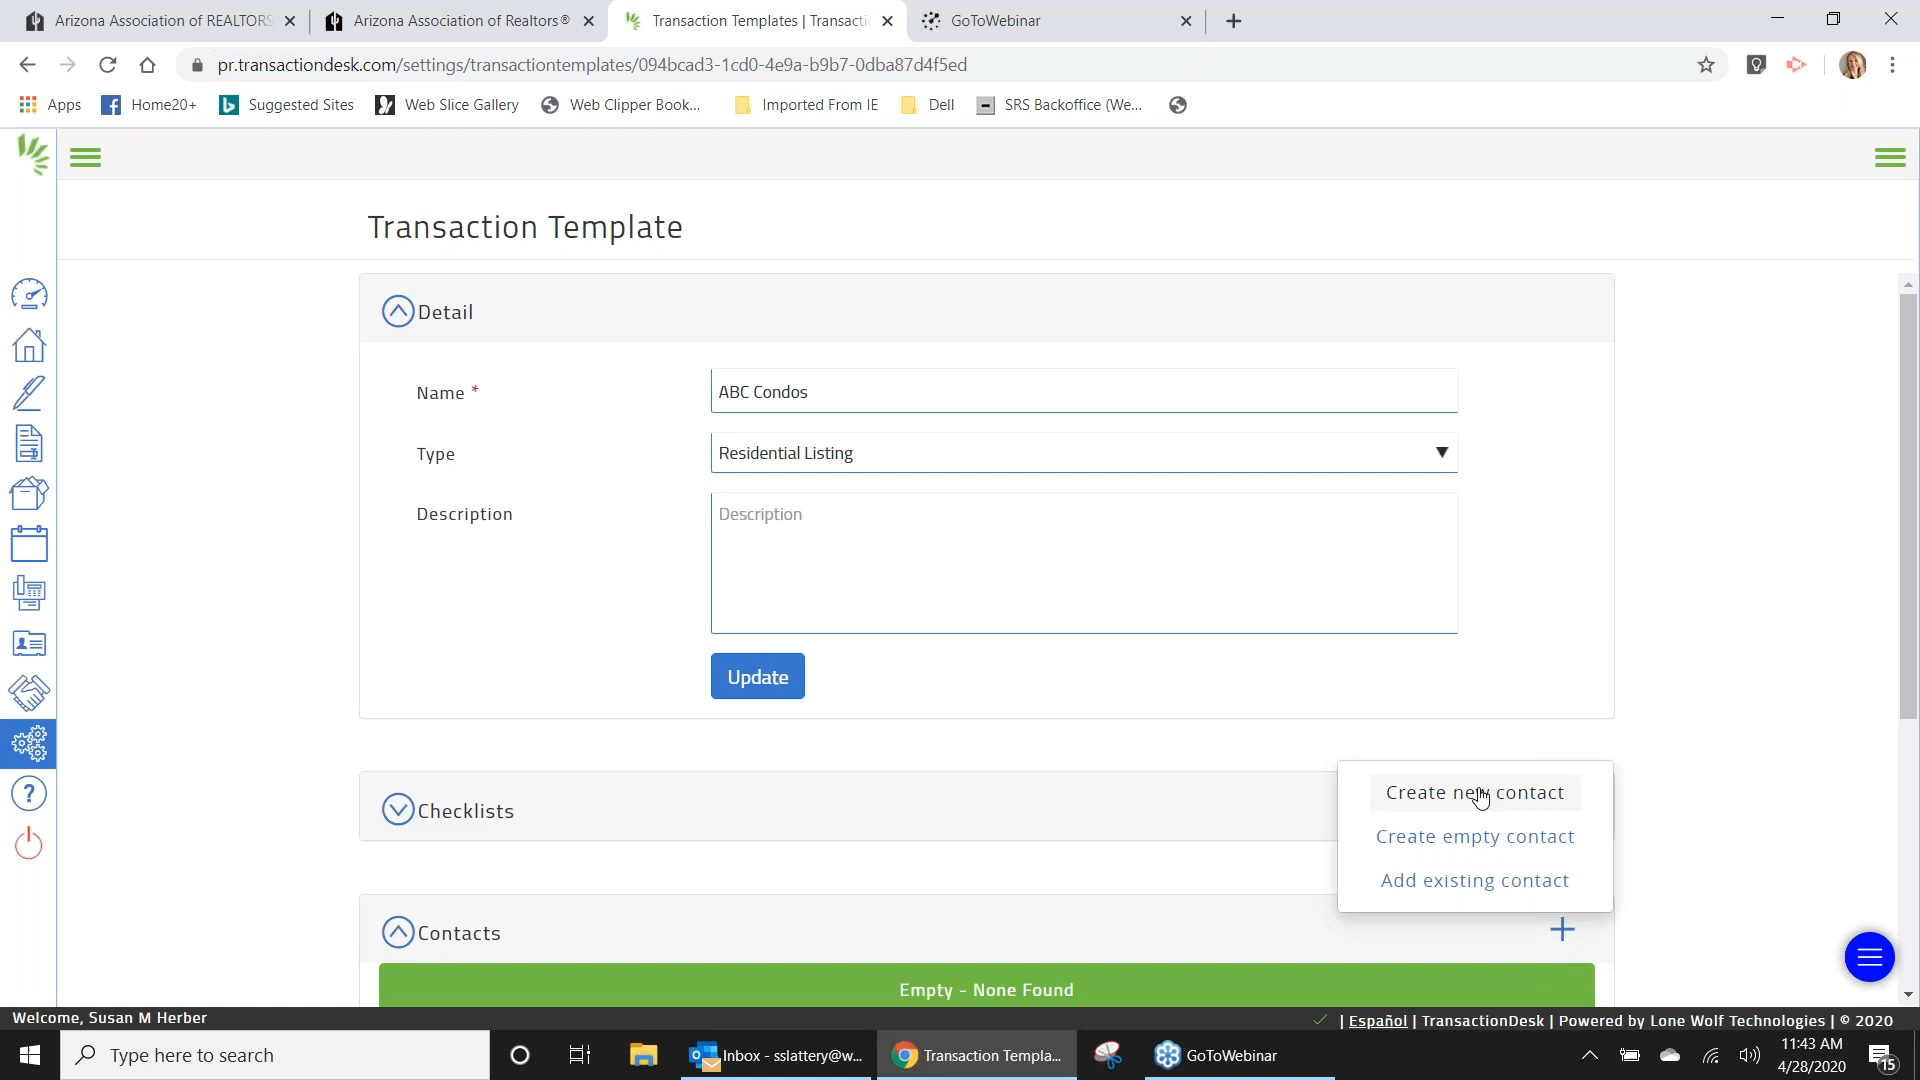 Arizona Association of REALTORS
Arizona Association of Realtors®
Transaction Templates | Transactio
GoToWebinar
pr.transactiondesk.com/settings/transactiontemplates/094bcad3-1cd0-4e9a-b9b7-0dba87d4f5ed
Apps
Home20+
Suggested Sites
Web Slice Gallery
Web Clipper Book...
Imported From IE
Dell
SRS Backoffice (We...
Transaction Template
Detail
Name *
ABC Condos
Type
Residential Listing
Description
Description
Update
Checklists
Create new contact
Create empty contact
Add existing contact
Contacts
Empty - None Found
Welcome, Susan M Herber
| Español | TransactionDesk | Powered by Lone Wolf Technologies | © 2020
Type here to search
Inbox - sslattery@w...
Transaction Templa...
GoToWebinar
11:43 AM
4/28/2020
15